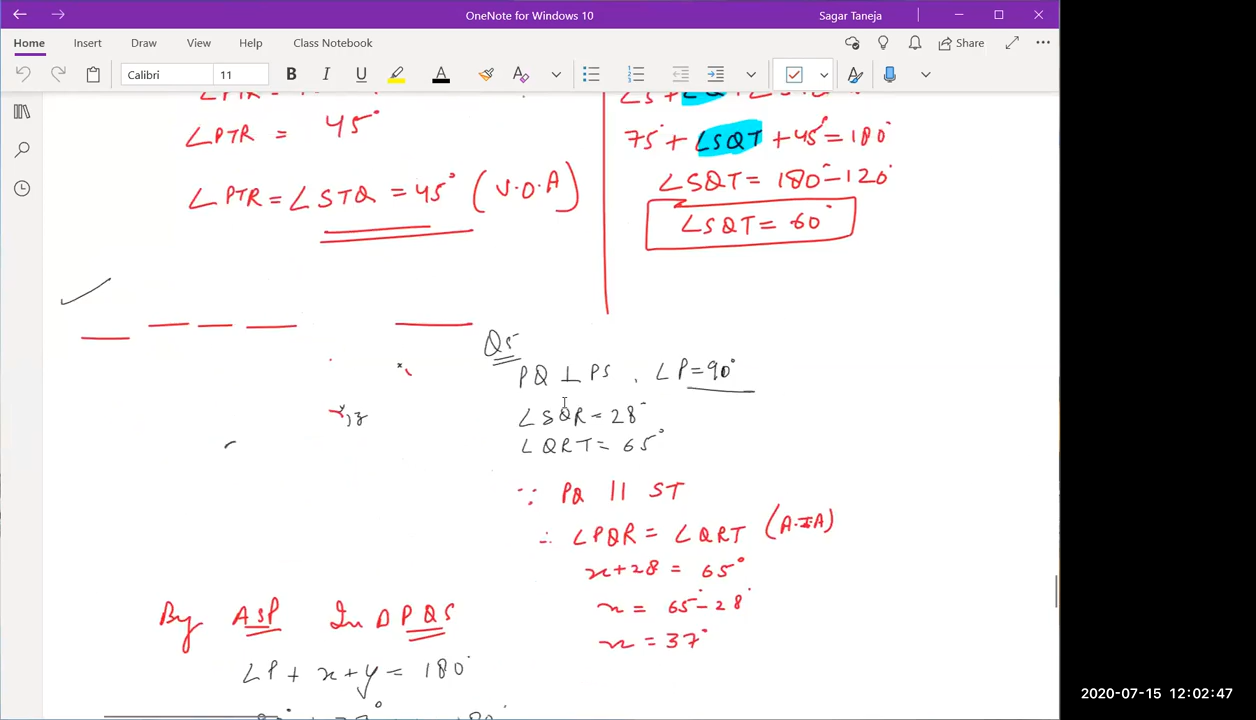 OneNote for Windows 10
Sagar Taneja
Home Insert Draw View Help Class Notebook
Share
Calibri 11 B I U A
∠PTR =
∠PTR = 45°
∠PTR = ∠STQ = 45° (V.O.A)
75° + ∠SQT + 45° = 180°
∠SQT = 180° - 120°
∠SQT = 60°
Q5
PQ ⊥ PS , ∠P = 90°
∠SQR = 28°
∠QRT = 65°
∵ PQ || ST
∴ ∠PQR = ∠QRT (A.I.A)
x + 28 = 65°
x = 65° - 28°
x = 37°
By ASP In Δ PQS
∠P + x + y = 180°
2020-07-15 12:02:47